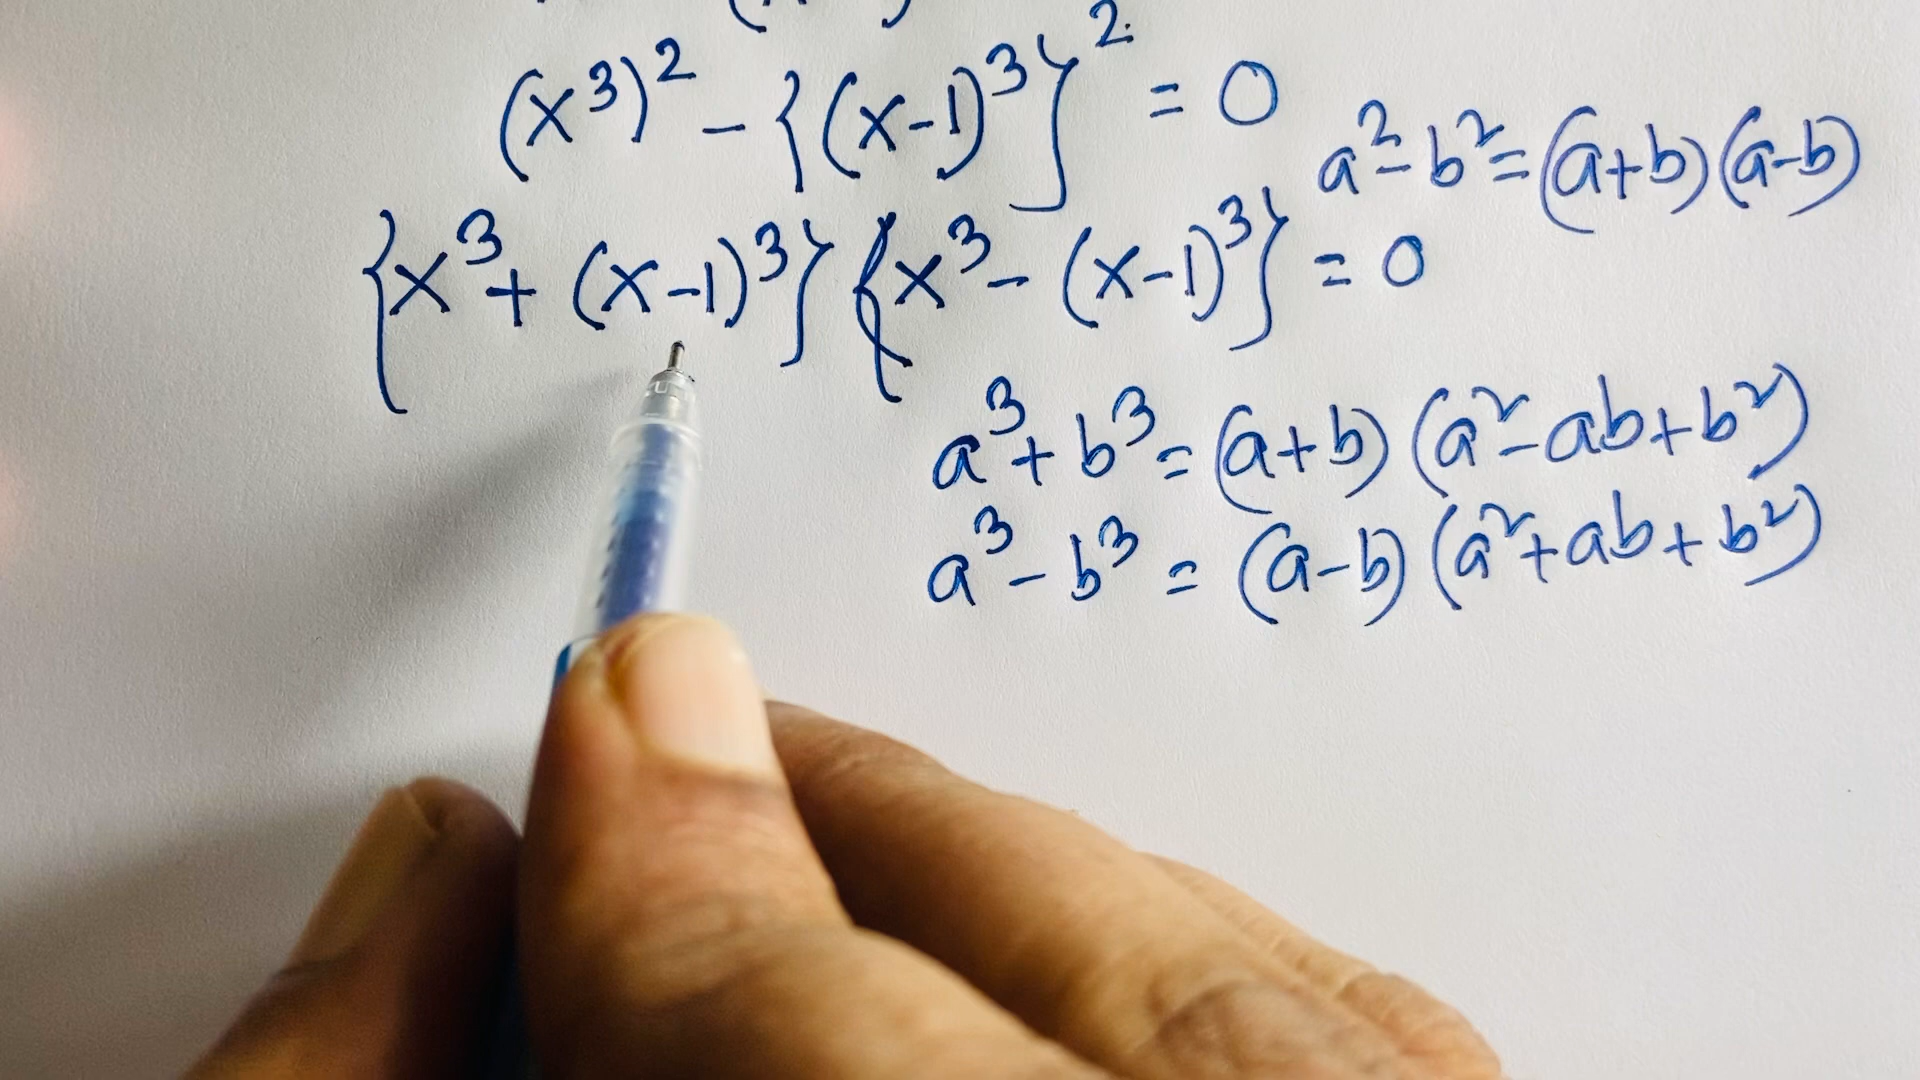 (x³)² - {(x-1)³}² = 0
a² - b² = (a+b)(a-b)
{x³ + (x-1)³}{x³ - (x-1)³} = 0
a³ + b³ = (a+b)(a² - ab + b²)
a³ - b³ = (a-b)(a² + ab + b²)